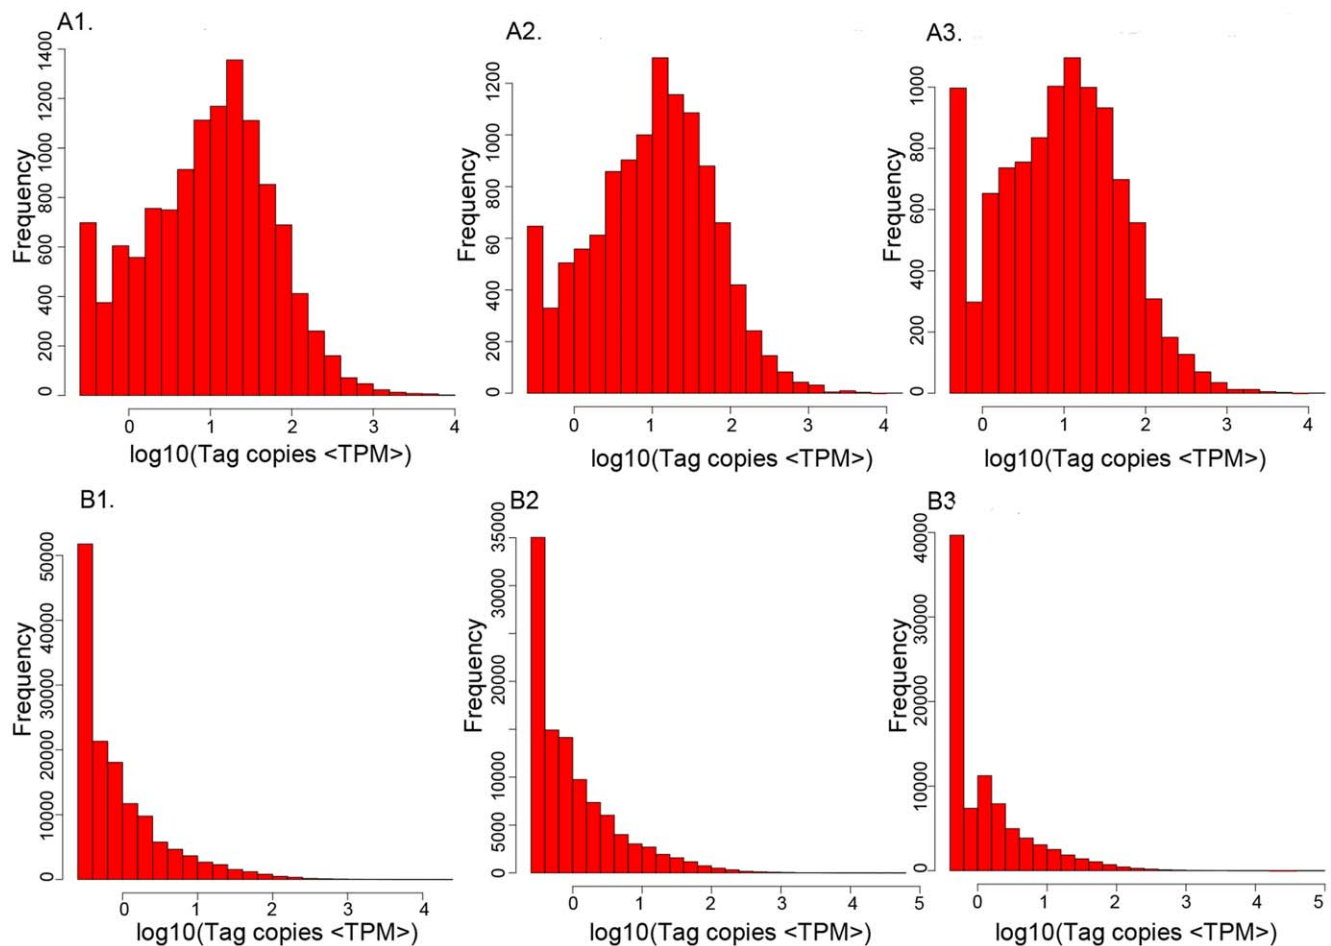 A1.
1400
1200
1000
800
600
400
200
0
Frequency
0 1 2 3 4
log10(Tag copies <TPM>)
A2.
1200
1000
800
60
400
200
0
Frequency
0 1 2 3 4
log10(Tag copies <TPM>)
A3.
1000
800
600
400
200
0
Frequency
0 1 2 3 4
log10(Tag copies <TPM>)
B1.
50000
40000
30000
20000
10000
0
Frequency
0 1 2 3 4
log10(Tag copies <TPM>)
B2
35000
30000
20000
10000
5000
0
Frequency
0 1 2 3 4 5
log10(Tag copies <TPM>)
B3
40000
30000
20000
10000
0
Frequency
0 1 2 3 4 5
log10(Tag copies <TPM>)